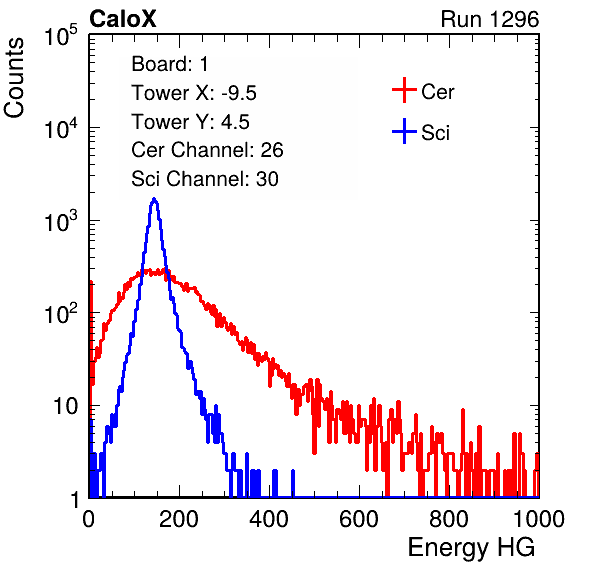 CaloX Run 1296
Counts
Board: 1
Tower X: -9.5
Tower Y: 4.5
Cer Channel: 26
Sci Channel: 30
Cer
Sci
10^5
10^4
10^3
10^2
10
1
0 200 400 600 800 1000
Energy HG